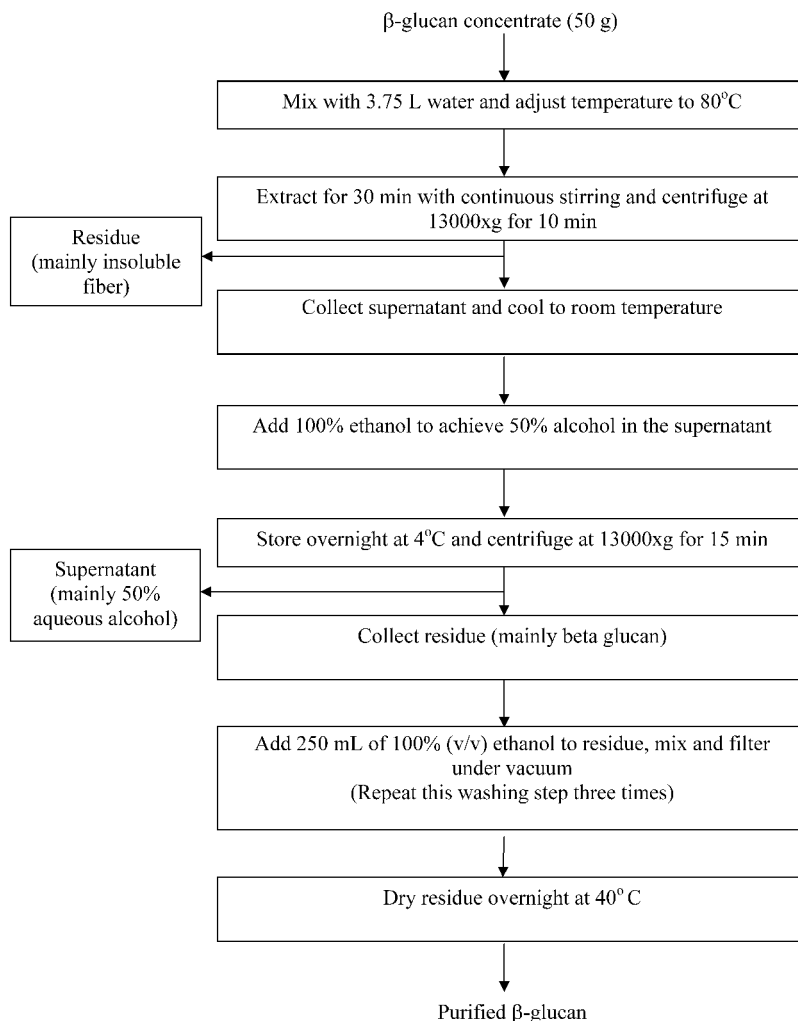 β-glucan concentrate (50 g)
Mix with 3.75 L water and adjust temperature to 80°C
Extract for 30 min with continuous stirring and centrifuge at
13000xg for 10 min
Residue
(mainly insoluble
fiber)
Collect supernatant and cool to room temperature
Add 100% ethanol to achieve 50% alcohol in the supernatant
Store overnight at 4°C and centrifuge at 13000xg for 15 min
Supernatant
(mainly 50%
aqueous alcohol)
Collect residue (mainly beta glucan)
Add 250 mL of 100% (v/v) ethanol to residue, mix and filter
under vacuum
(Repeat this washing step three times)
Dry residue overnight at 40° C
Purified β-glucan